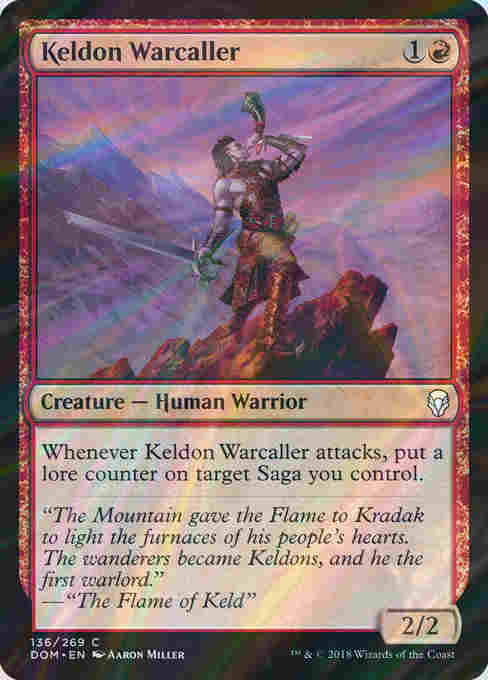 Keldon Warcaller 1
Creature — Human Warrior
Whenever Keldon Warcaller attacks, put a
lore counter on target Saga you control.
“The Mountain gave the Flame to Kradak
to light the furnaces of his people’s hearts.
The wanderers became Keldons, and he the
first warlord.”
—“The Flame of Keld”
2/2
136/269 C
DOM • EN Aaron Miller
™ & © 2018 Wizards of the Coast